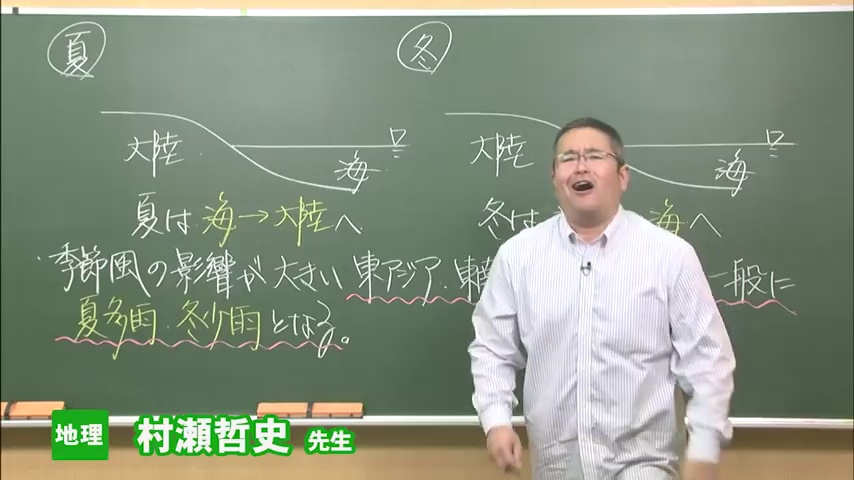 夏
冬
大陸
海
大陸
海
夏は 海→大陸へ
冬は 海へ
季節風の影響が大きい 東アジア・東 一般に
夏多雨・冬少雨となる。
地理 村瀬哲史 先生